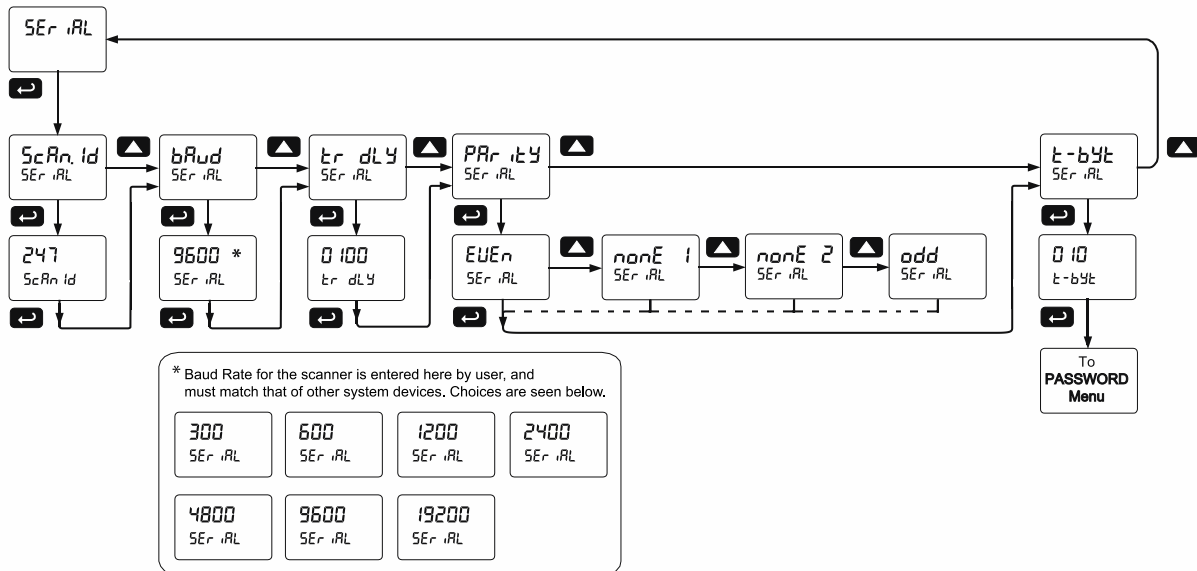 SEr iAL
ScAn. Id
SEr iAL
bAud
SEr iAL
tr dLY
SEr iAL
PAr itY
SEr iAL
t-bYt
SEr iAL
247
ScAn Id
9600 *
SEr iAL
0 100
tr dLY
EVEn
SEr iAL
nonE 1
SEr iAL
nonE 2
SEr iAL
odd
SEr iAL
0 10
t-bYt
To
PASSWORD
Menu
* Baud Rate for the scanner is entered here by user, and
must match that of other system devices. Choices are seen below.
300
SEr iAL
600
SEr iAL
1200
SEr iAL
2400
SEr iAL
4800
SEr iAL
9600
SEr iAL
19200
SEr iAL